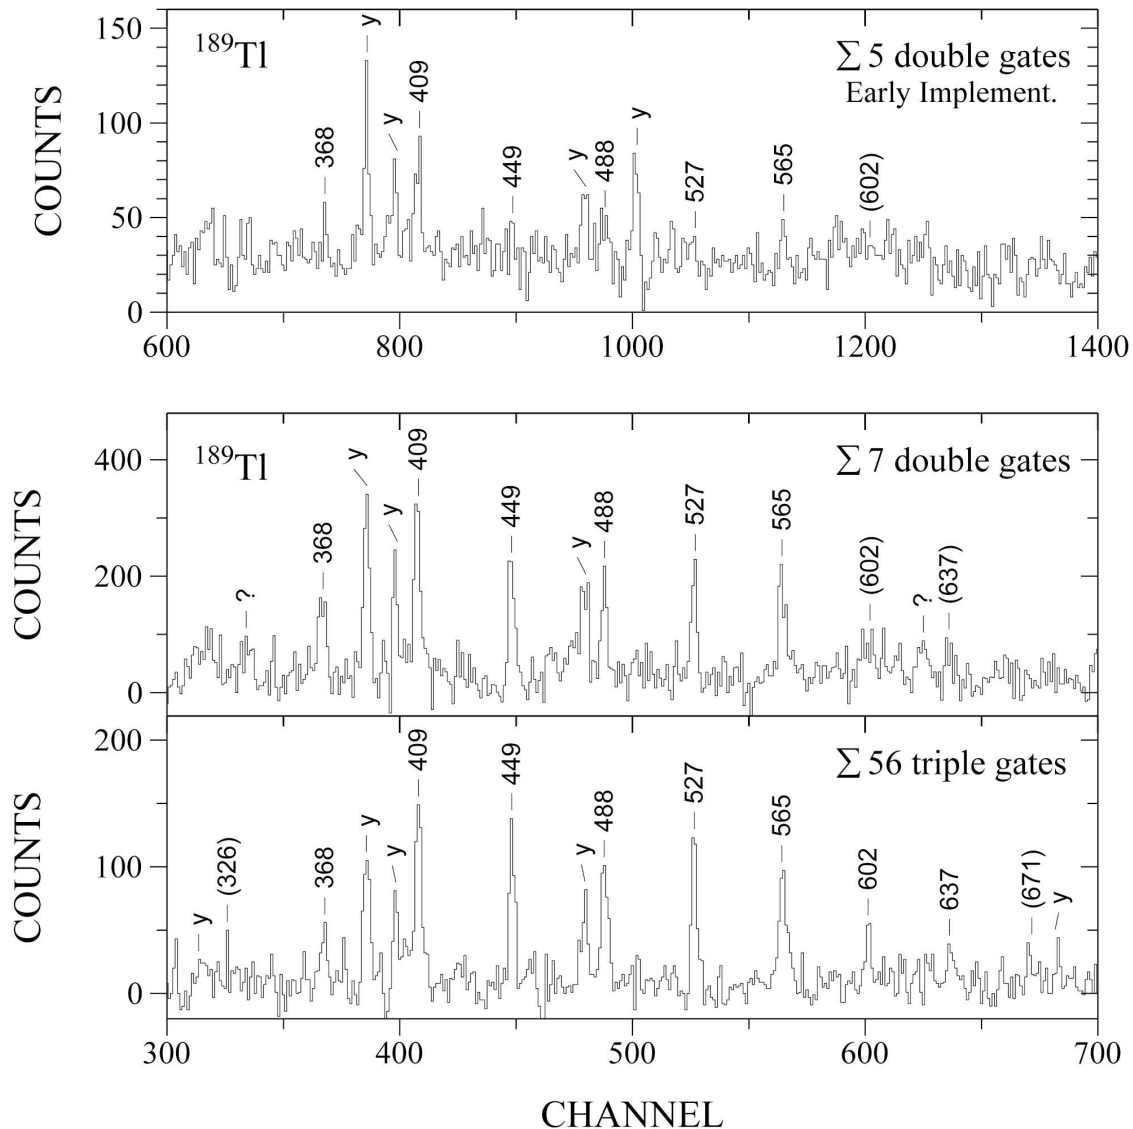 COUNTS
150
100
50
0
¹⁸⁹Tl
∑ 5 double gates
Early Implement.
368
y
y
409
449
y
488
y
527
565
(602)
600
800
1000
1200
1400
COUNTS
400
200
0
¹⁸⁹Tl
∑ 7 double gates
?
368
y
y
409
449
y
488
527
565
(602)
?
(637)
COUNTS
200
100
0
∑ 56 triple gates
y
(326)
368
y
y
409
449
y
488
527
565
602
637
(671)
y
300
400
500
600
700
CHANNEL